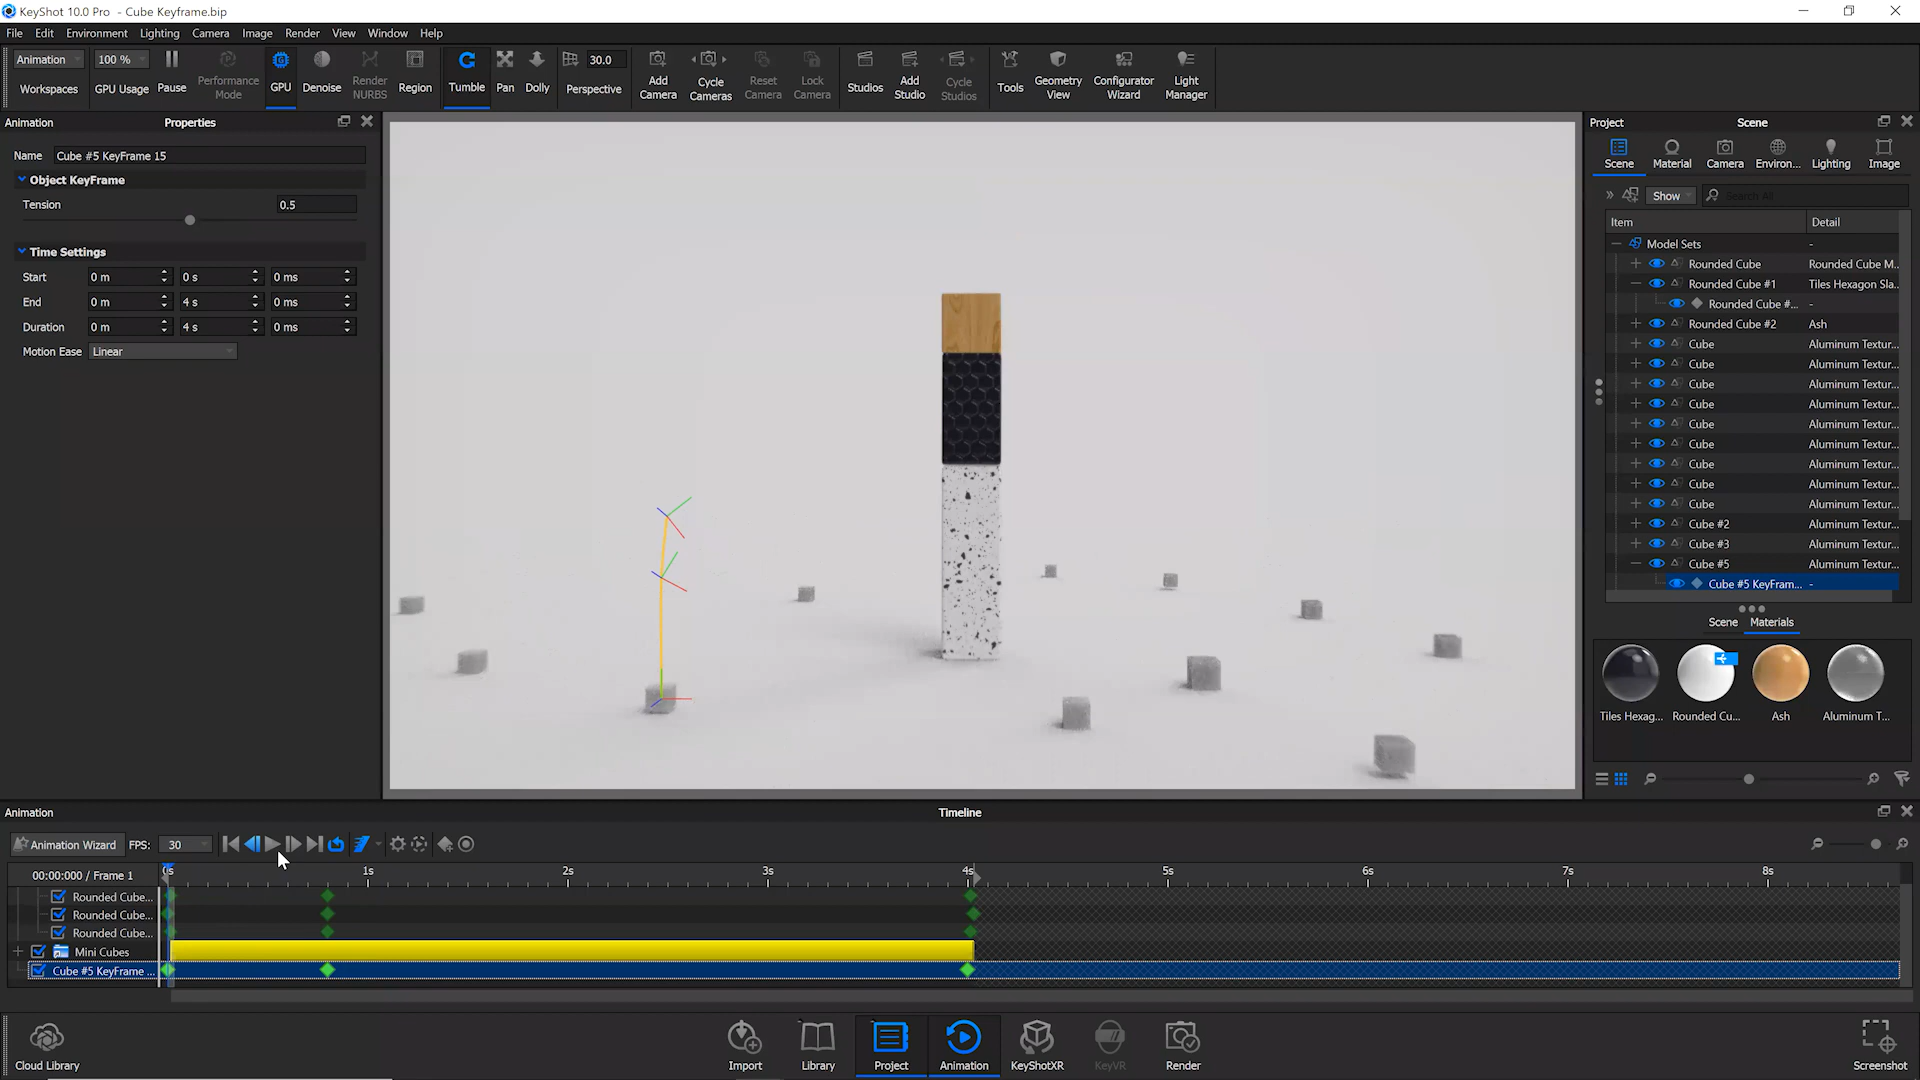 KeyShot 10.0 Pro - Cube Keyframe.bip
File Edit Environment Lighting Camera Image Render View Window Help
Animation
Workspaces
100 %
GPU Usage
Pause
Performance
Mode
GPU
Denoise
Render
NURBS
Region
Tumble
Pan
Dolly
30.0
Perspective
Add
Camera
Cycle
Cameras
Reset
Camera
Lock
Camera
Studios
Add
Studio
Cycle
Studios
Tools
Geometry
View
Configurator
Wizard
Light
Manager
Animation Properties
Name Cube #5 KeyFrame 15
Object KeyFrame
Tension 0.5
Time Settings
Start 0 m 0 s 0 ms
End 0 m 4 s 0 ms
Duration 0 m 4 s 0 ms
Motion Ease Linear
Project Scene
Scene Material Camera Environ... Lighting Image
Show Search All
Item Detail
Model Sets -
Rounded Cube Rounded Cube M...
Rounded Cube #1 Tiles Hexagon Sla...
Rounded Cube #... -
Rounded Cube #2 Ash
Cube Aluminum Textur...
Cube Aluminum Textur...
Cube Aluminum Textur...
Cube Aluminum Textur...
Cube Aluminum Textur...
Cube Aluminum Textur...
Cube Aluminum Textur...
Cube Aluminum Textur...
Cube Aluminum Textur...
Cube #2 Aluminum Textur...
Cube #3 Aluminum Textur...
Cube #5 Aluminum Textur...
Cube #5 KeyFram... -
Scene Materials
Tiles Hexag... Rounded Cu... Ash Aluminum T...
Animation Timeline
Animation Wizard FPS: 30
00:00:000 / Frame 1
0s 1s 2s 3s 4s 5s 6s 7s 8s
Rounded Cube...
Rounded Cube...
Rounded Cube...
Mini Cubes
Cube #5 KeyFrame ...
Cloud Library
Import
Library
Project
Animation
KeyShotXR
KeyVR
Render
Screenshot